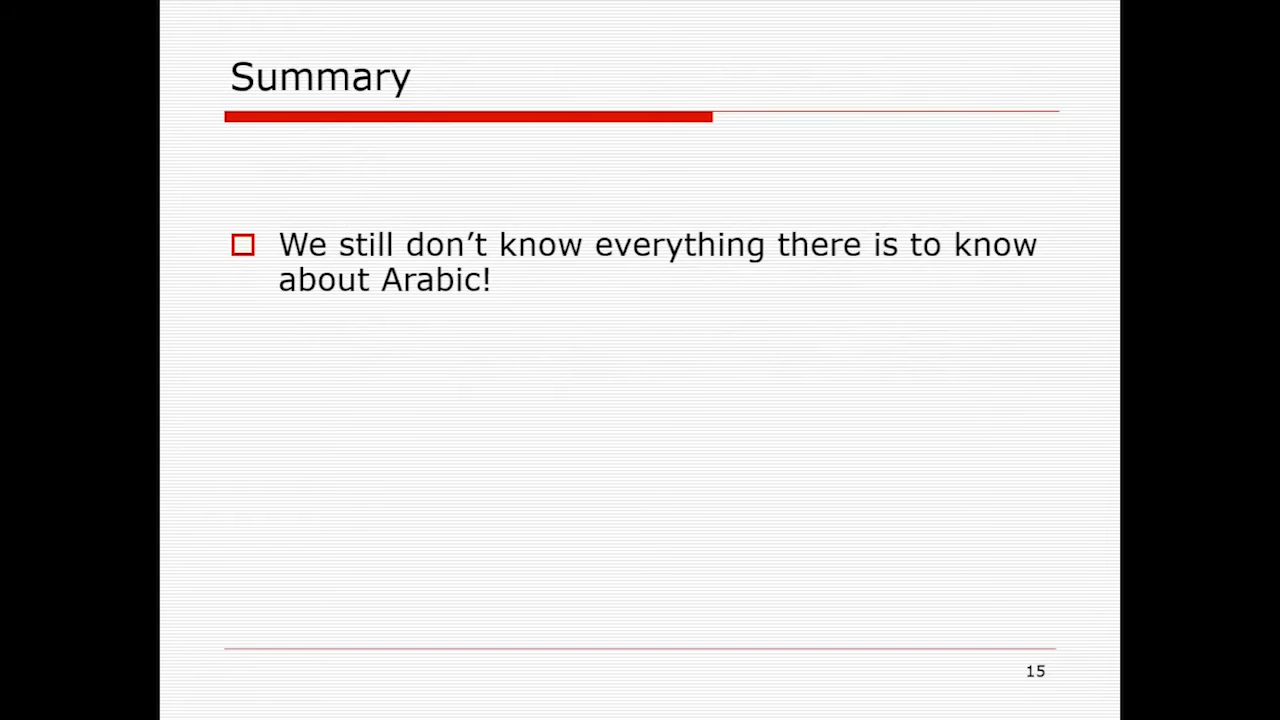 Summary
We still don’t know everything there is to know
about Arabic!
15